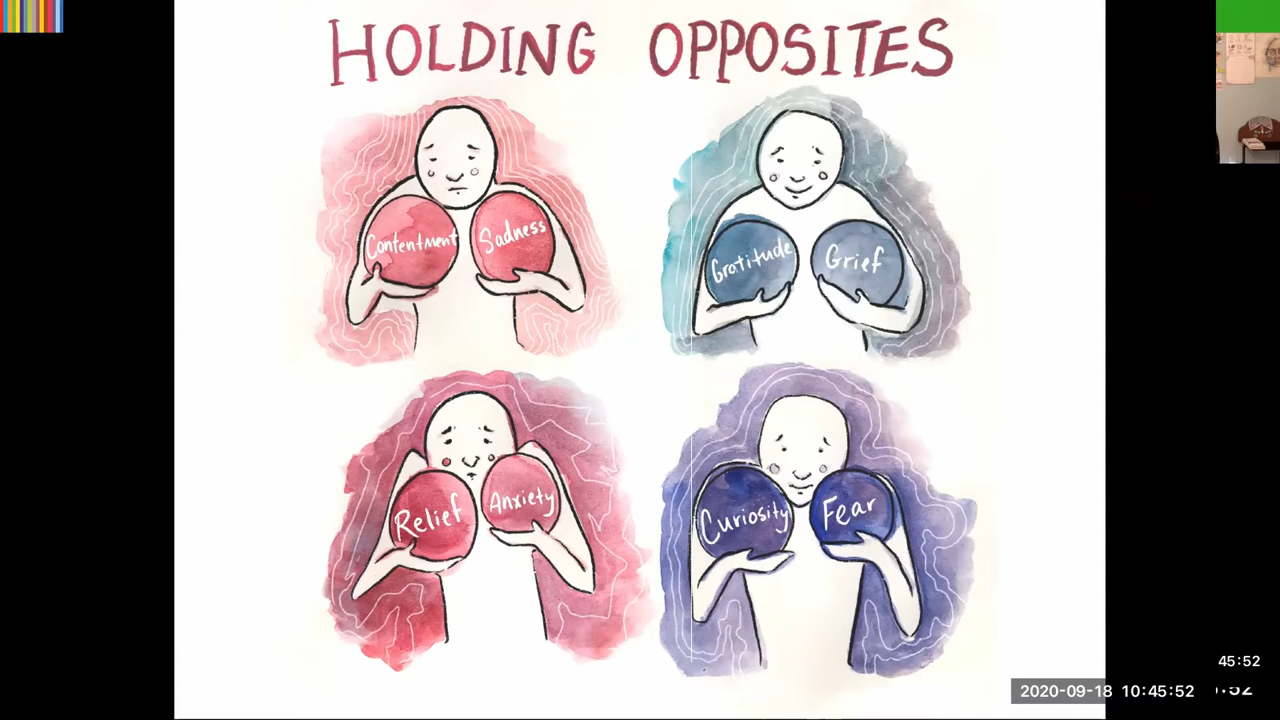 HOLDING OPPOSITES
Contentment
Sadness
Gratitude
Grief
Relief
Anxiety
Curiosity
Fear
45:52
2020-09-18 10:45:52